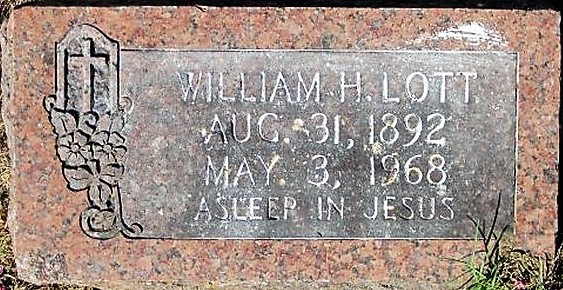 WILLIAM H. LOTT
AUG. 31, 1892
MAY 3, 1968
ASLEEP IN JESUS